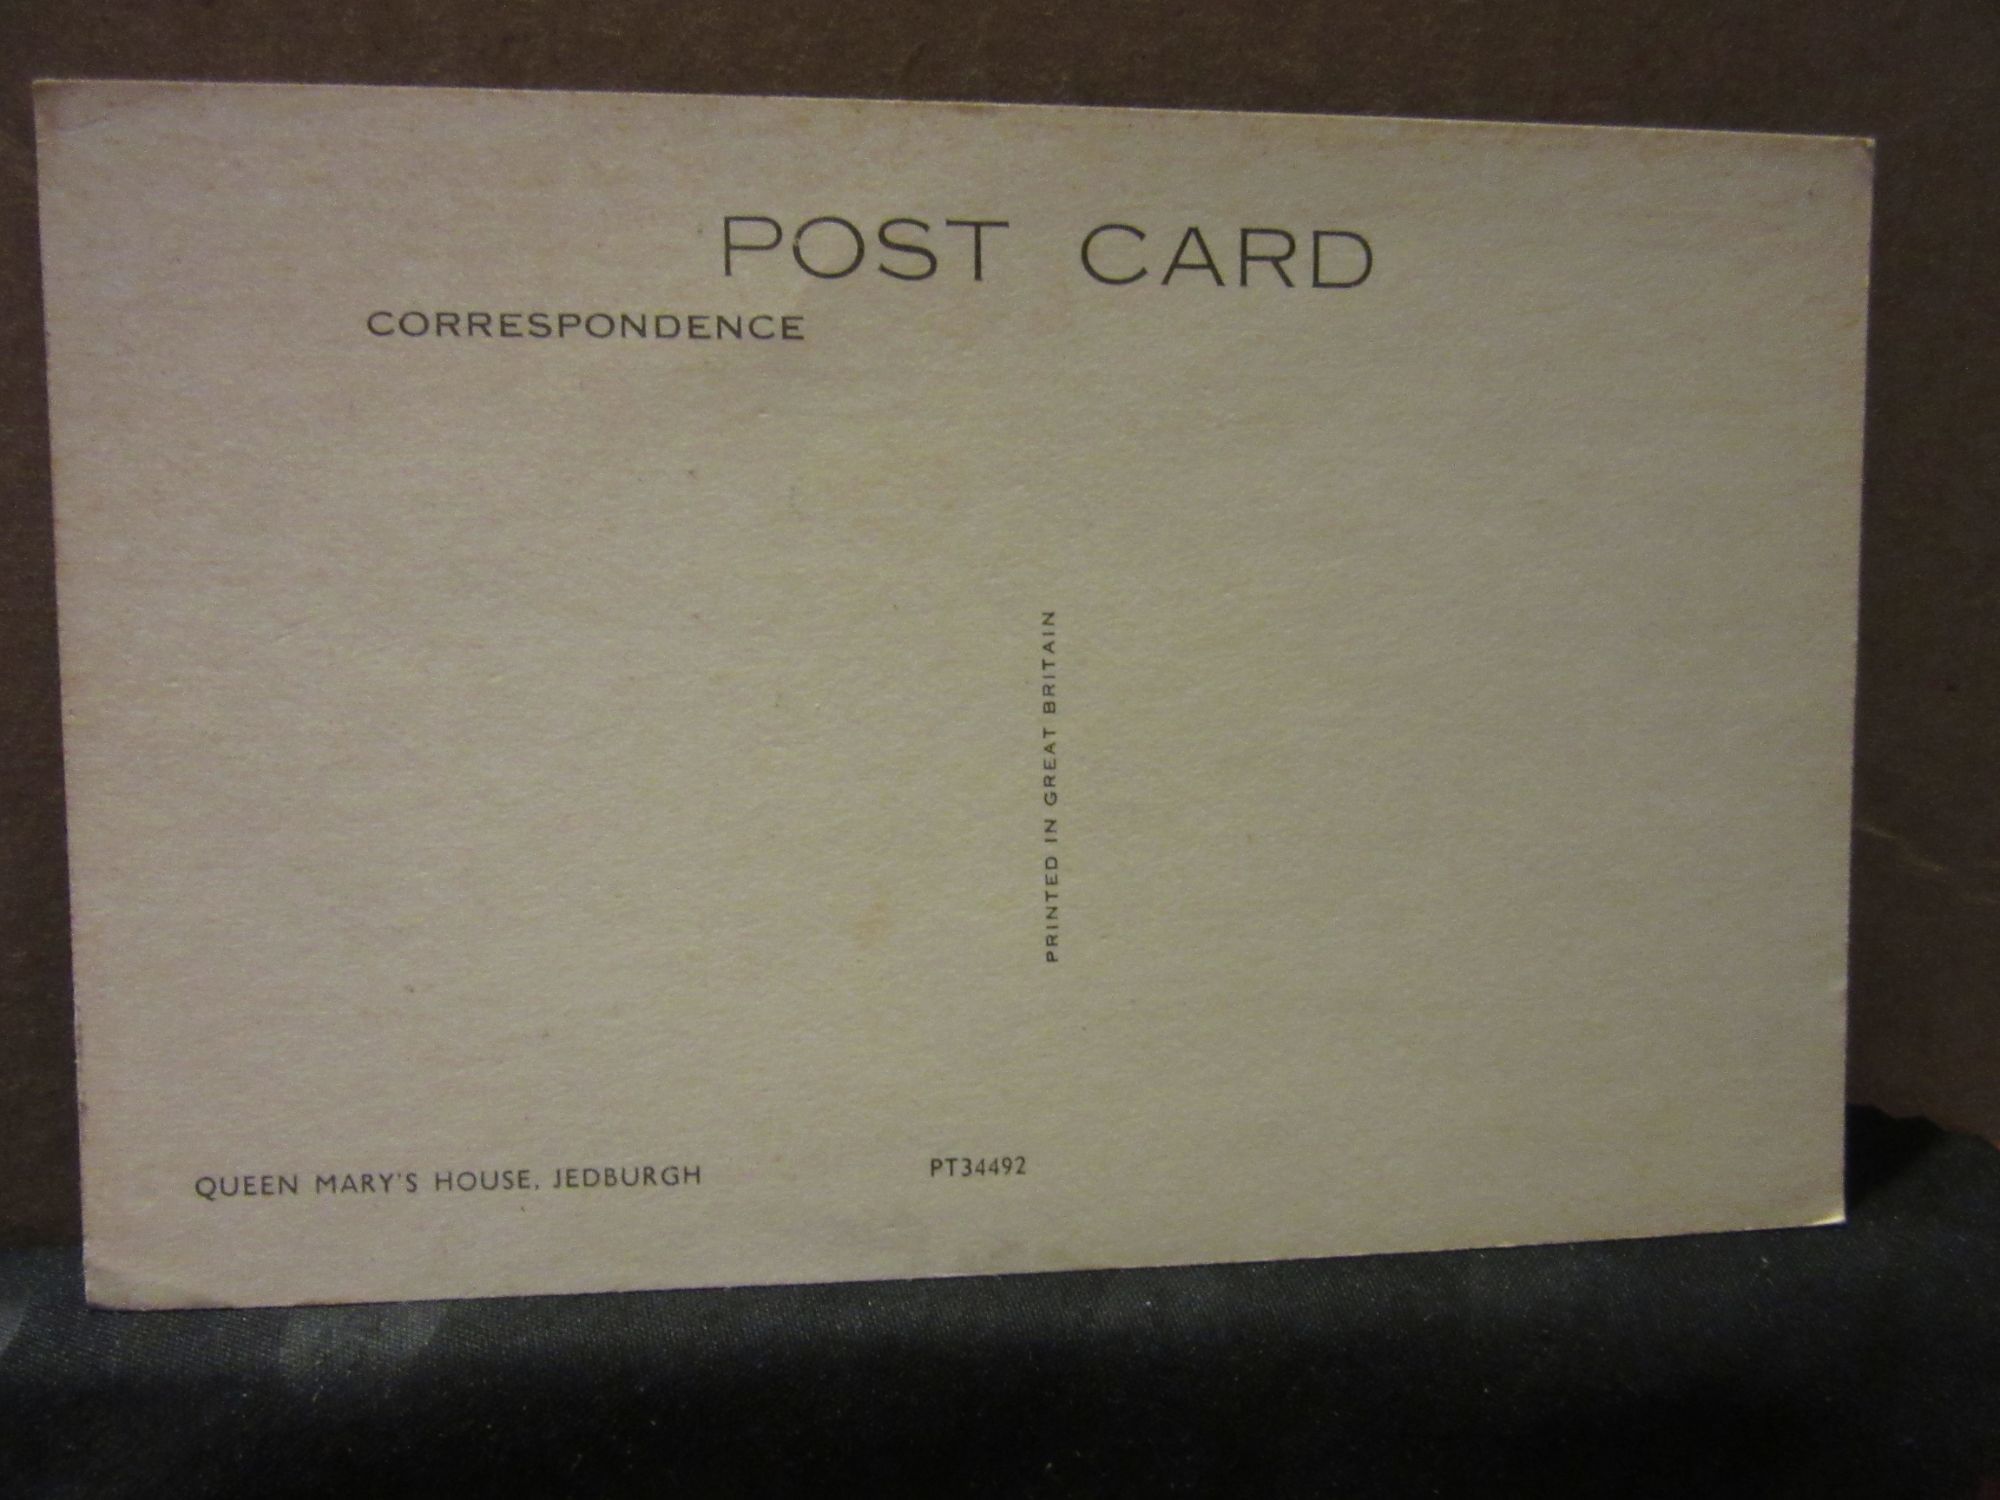 POST CARD
CORRESPONDENCE
PRINTED IN GREAT BRITAIN
QUEEN MARY'S HOUSE, JEDBURGH
PT34492